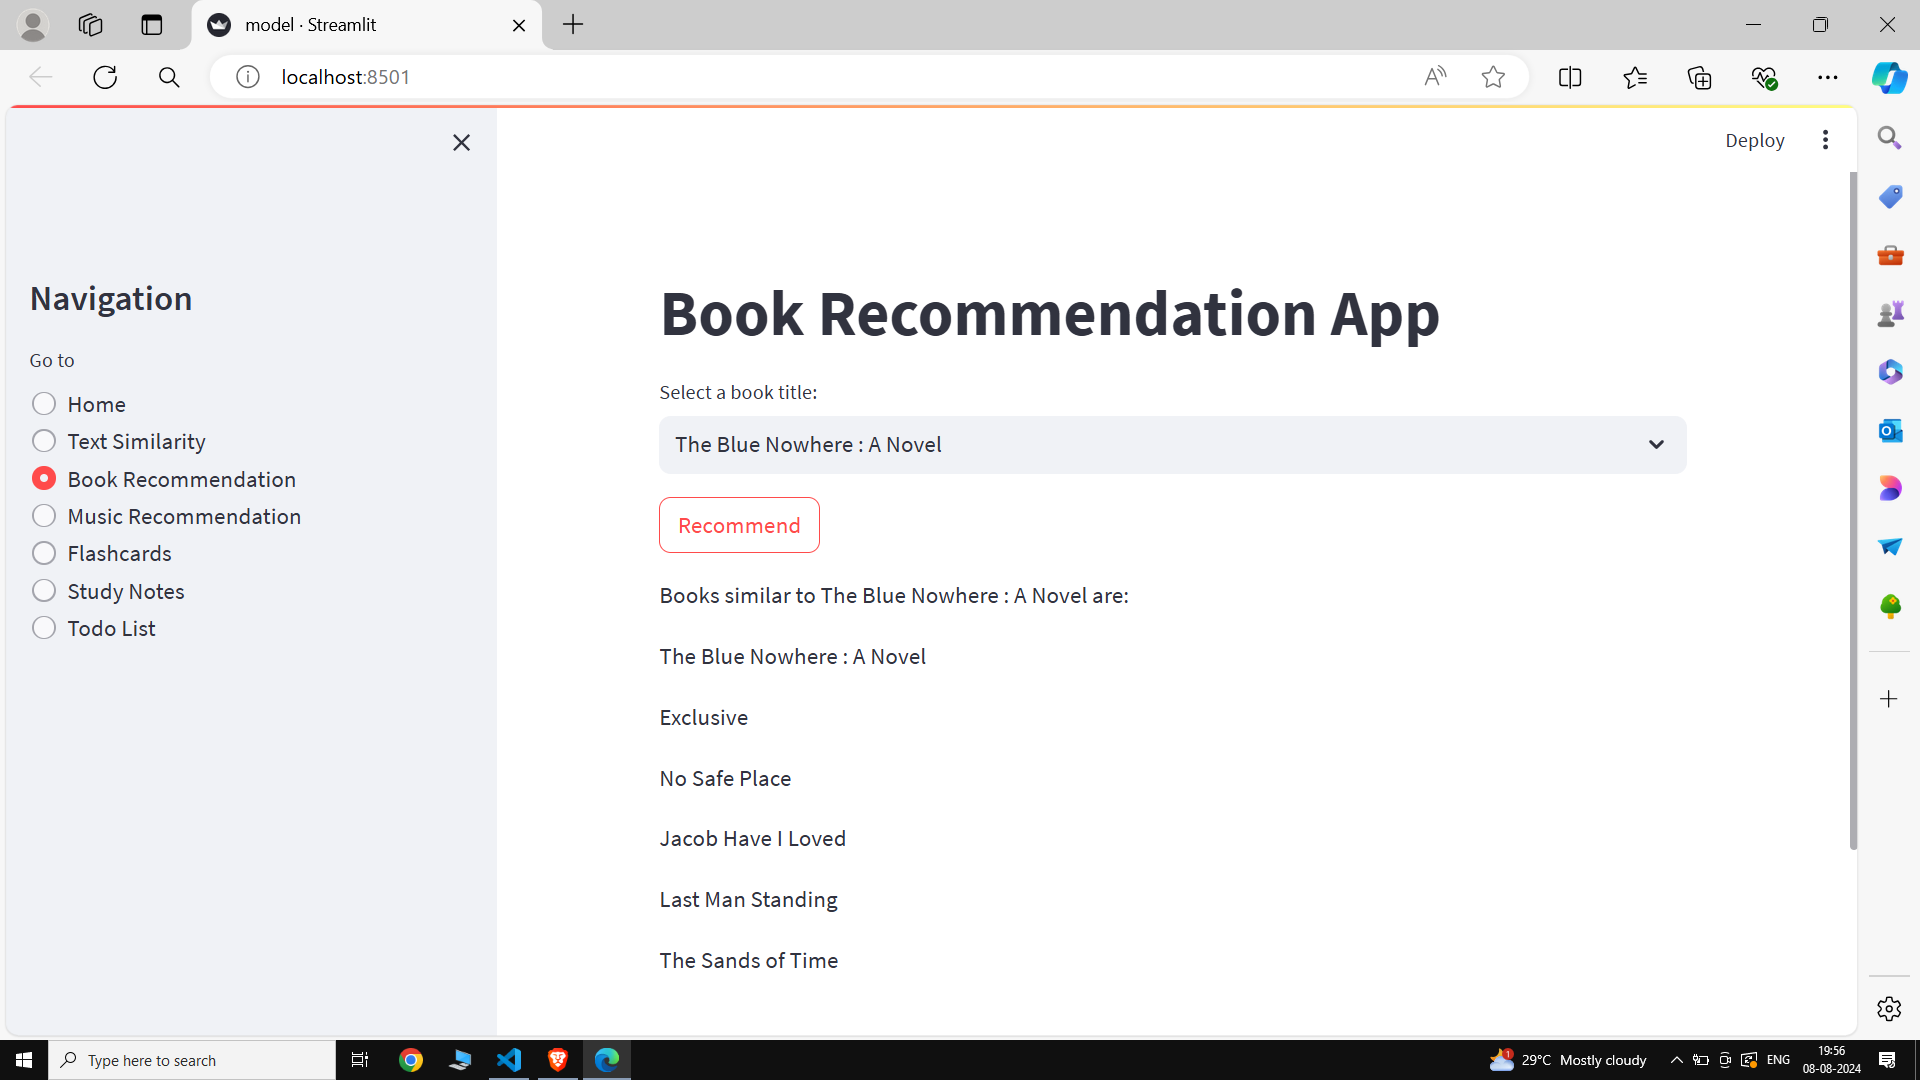 model · Streamlit
localhost:8501
Deploy
Navigation
Go to
Home
Text Similarity
Book Recommendation
Music Recommendation
Flashcards
Study Notes
Todo List
Book Recommendation App
Select a book title:
The Blue Nowhere : A Novel
Recommend
Books similar to The Blue Nowhere : A Novel are:
The Blue Nowhere : A Novel
Exclusive
No Safe Place
Jacob Have I Loved
Last Man Standing
The Sands of Time
Type here to search
1
29°C Mostly cloudy
ENG
19:56
08-08-2024